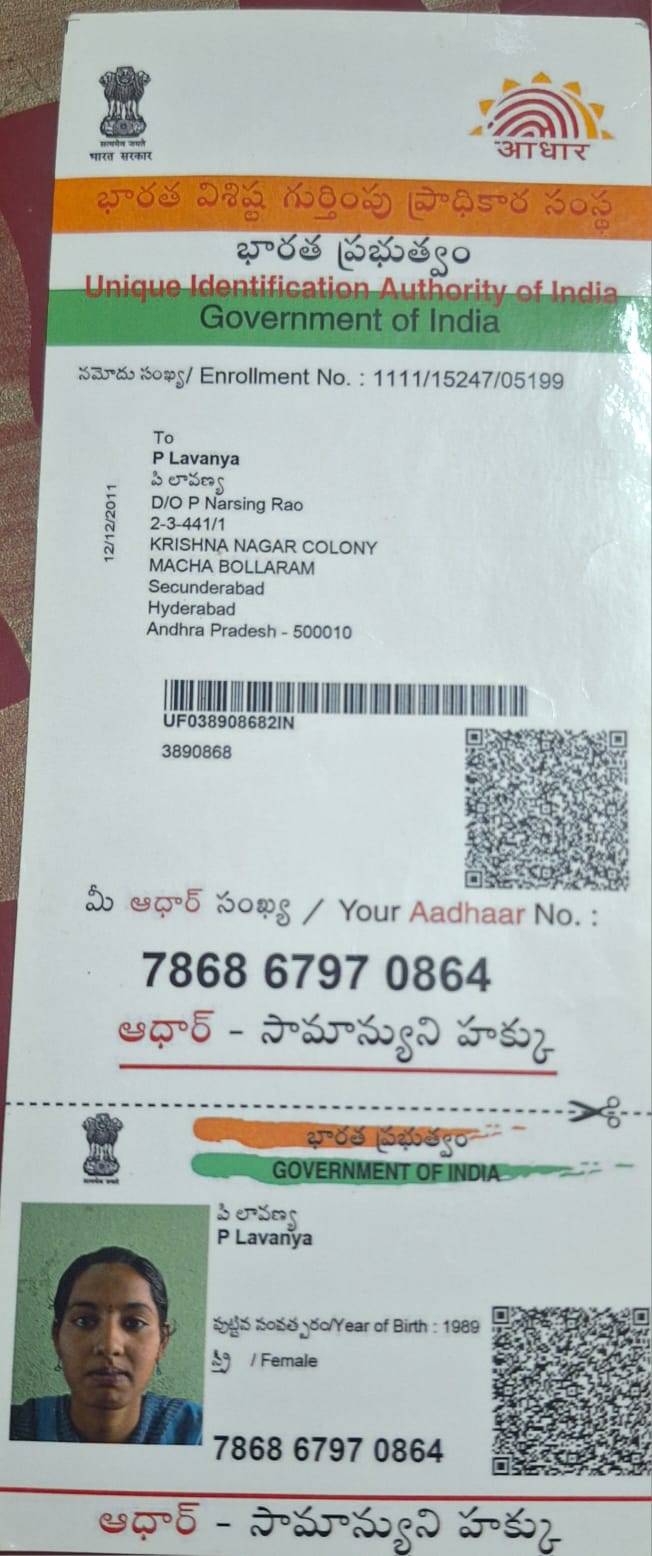 सत्यमेव जयते
भारत सरकार
आधार
భారత విశిష్ట గుర్తింపు ప్రాధికార సంస్థ
భారత ప్రభుత్వం
Unique Identification Authority of India
Government of India
నమోదు సంఖ్య/ Enrollment No. : 1111/15247/05199
12/12/2011
To
P Lavanya
పి లావణ్య
D/O P Narsing Rao
2-3-441/1
KRISHNA NAGAR COLONY
MACHA BOLLARAM
Secunderabad
Hyderabad
Andhra Pradesh - 500010
UF038908682IN
3890868
మీ ఆధార్ సంఖ్య / Your Aadhaar No. :
7868 6797 0864
ఆధార్ - సామాన్యుని హక్కు
భారత ప్రభుత్వం
GOVERNMENT OF INDIA
పి లావణ్య
P Lavanya
పుట్టిన సంవత్సరం/Year of Birth : 1989
స్త్రీ / Female
7868 6797 0864
ఆధార్ - సామాన్యుని హక్కు